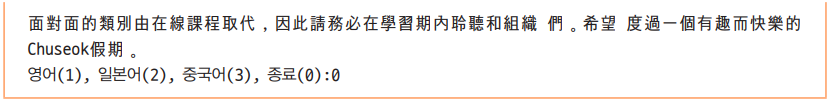 面對面的類別由在線課程取代，因此請務必在學習期內聆聽和組織 們。希望 度過一個有趣而快樂的
Chuseok假期。
영어(1), 일본어(2), 중국어(3), 종료(0):0